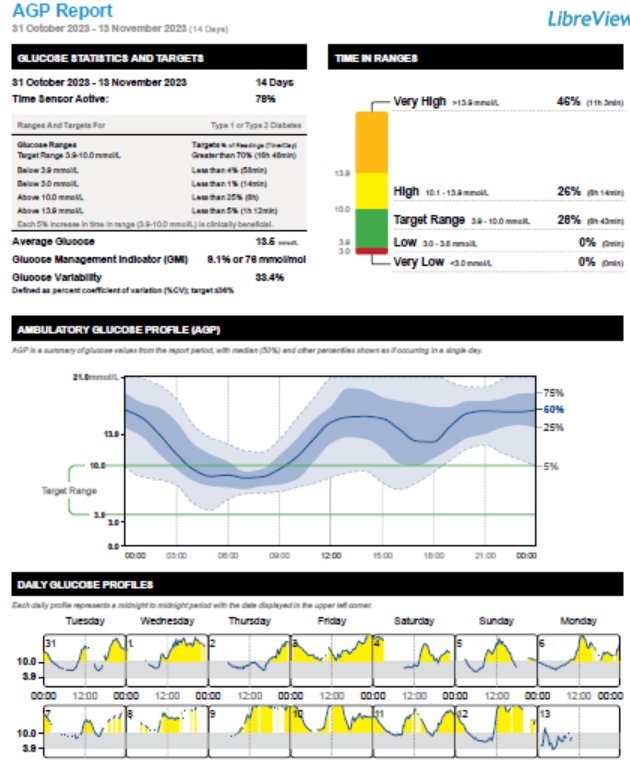 AGP Report
LibreView
31 October 2023 - 13 November 2023 (14 Days)
GLUCOSE STATISTICS AND TARGETS
31 October 2023 - 13 November 2023 14 Days
Time Sensor Active: 78%
Ranges And Targets For Type 1 or Type 2 Diabetes
Glucose Ranges Targets % of Readings (Time/Day)
Target Range 3.9-10.0 mmol/L Greater than 70% (16h 48min)
Below 3.9 mmol/L Less than 4% (58min)
Below 3.0 mmol/L Less than 1% (14min)
Above 10.0 mmol/L Less than 25% (6h)
Above 13.9 mmol/L Less than 5% (1h 12min)
Each 5% increase in time in range (3.9-10.0 mmol/L) is clinically beneficial.
Average Glucose 13.5 mmol/L
Glucose Management Indicator (GMI) 9.1% or 76 mmol/mol
Glucose Variability 33.4%
Defined as percent coefficient of variation (%CV); target ≤36%
TIME IN RANGES
Very High >13.9 mmol/L 46% (11h 3min)
13.9
High 10.1 - 13.9 mmol/L 26% (6h 14min)
10.0
Target Range 3.9 - 10.0 mmol/L 28% (6h 43min)
3.9
Low 3.0 - 3.8 mmol/L 0% (0min)
3.0
Very Low <3.0 mmol/L 0% (0min)
AMBULATORY GLUCOSE PROFILE (AGP)
AGP is a summary of glucose values from the report period, with median (50%) and other percentiles shown as if occurring in a single day.
21.0 mmol/L
75%
50%
25%
13.9
10.0
5%
Target Range
3.9
3.0
0.0
00:00 03:00 06:00 09:00 12:00 15:00 18:00 21:00 00:00
DAILY GLUCOSE PROFILES
Each daily profile represents a midnight to midnight period with the date displayed in the upper left corner.
Tuesday Wednesday Thursday Friday Saturday Sunday Monday
31 1 2 3 4 5 6
10.0
3.9
00:00 12:00 00:00 12:00 00:00 12:00 00:00 12:00 00:00 12:00 00:00 12:00 00:00 12:00 00:00
7 8 9 10 11 12 13
10.0
3.9